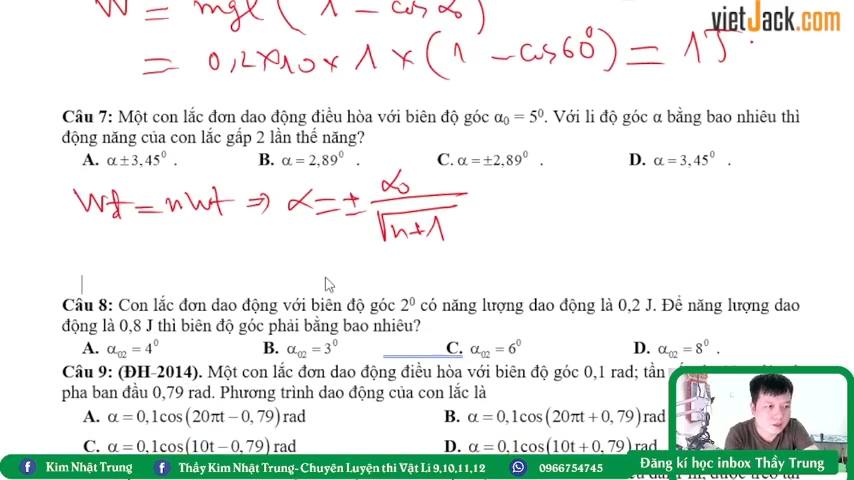 W = mgl ( 1 - cos α₀ )
= 0,2×10× 1 × ( 1 - cos60⁰ ) = 1J.
vietJack.com
Câu 7: Một con lắc đơn dao động điều hòa với biên độ góc α₀ = 5⁰. Với li độ góc α bằng bao nhiêu thì
động năng của con lắc gấp 2 lần thế năng?
A. α±3,45⁰ . B. α = 2,89⁰ . C. α = ±2,89⁰ . D. α = 3,45⁰ .
Wđ = nWt ⇒ α = ± α₀/√(n+1)
Câu 8: Con lắc đơn dao động với biên độ góc 2⁰ có năng lượng dao động là 0,2 J. Để năng lượng dao
động là 0,8 J thì biên độ góc phải bằng bao nhiêu?
A. α₀₂ = 4⁰ B. α₀₂ = 3⁰ C. α₀₂ = 6⁰ D. α₀₂ = 8⁰ .
Câu 9: (ĐH-2014). Một con lắc đơn dao động điều hòa với biên độ góc 0,1 rad; tần
pha ban đầu 0,79 rad. Phương trình dao động của con lắc là
A. α = 0,1cos(20πt − 0,79) rad B. α = 0,1cos(20πt + 0,79) rad
C. α = 0,1cos(10t − 0,79) rad D. α = 0,1cos(10t + 0,79) rad
Kim Nhật Trung Thầy Kim Nhật Trung- Chuyên Luyện thi Vật Lí 9,10,11,12 0966754745 Đăng kí học inbox Thầy Trung